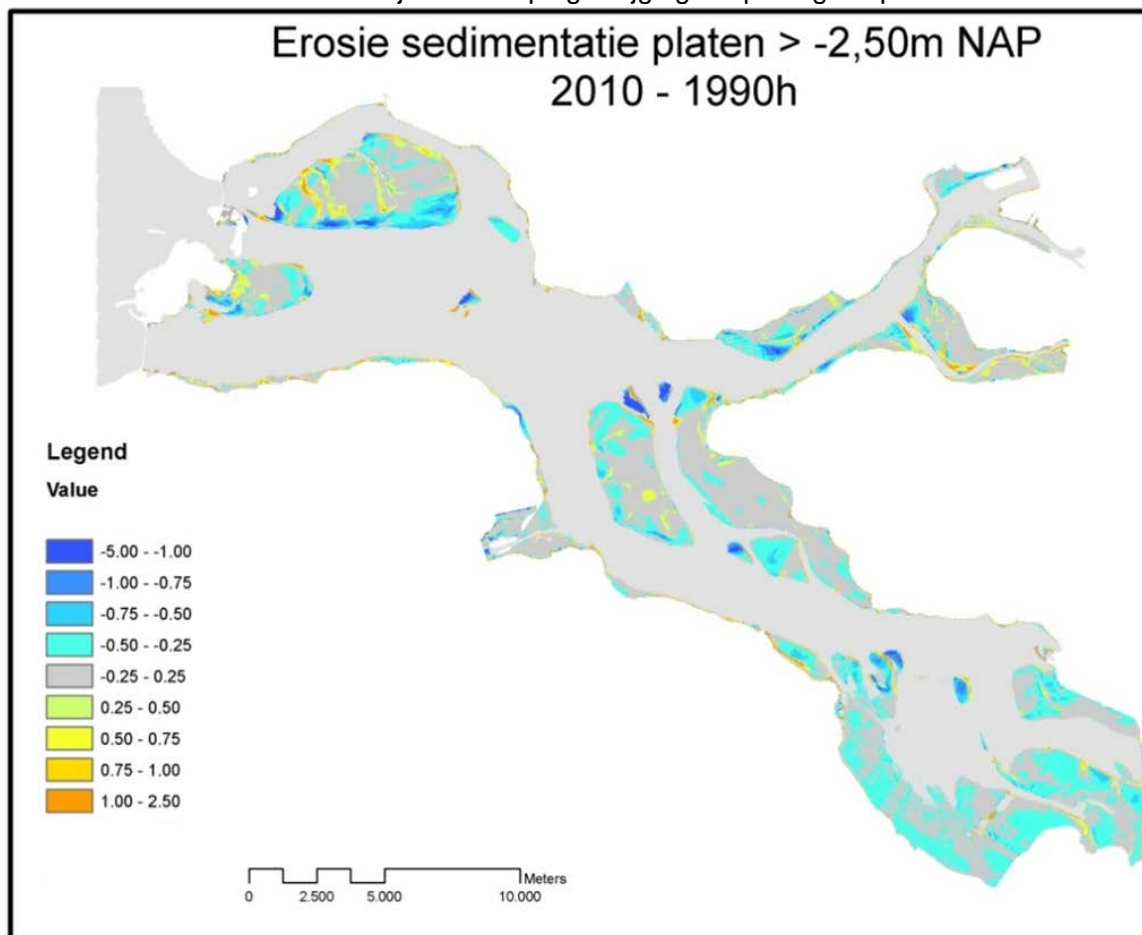 Erosie sedimentatie platen > -2,50m NAP
2010 - 1990h
Legend
Value
-5.00 - -1.00
-1.00 - -0.75
-0.75 - -0.50
-0.50 - -0.25
-0.25 - 0.25
0.25 - 0.50
0.50 - 0.75
0.75 - 1.00
1.00 - 2.50
Meters
0 2.500 5.000 10.000